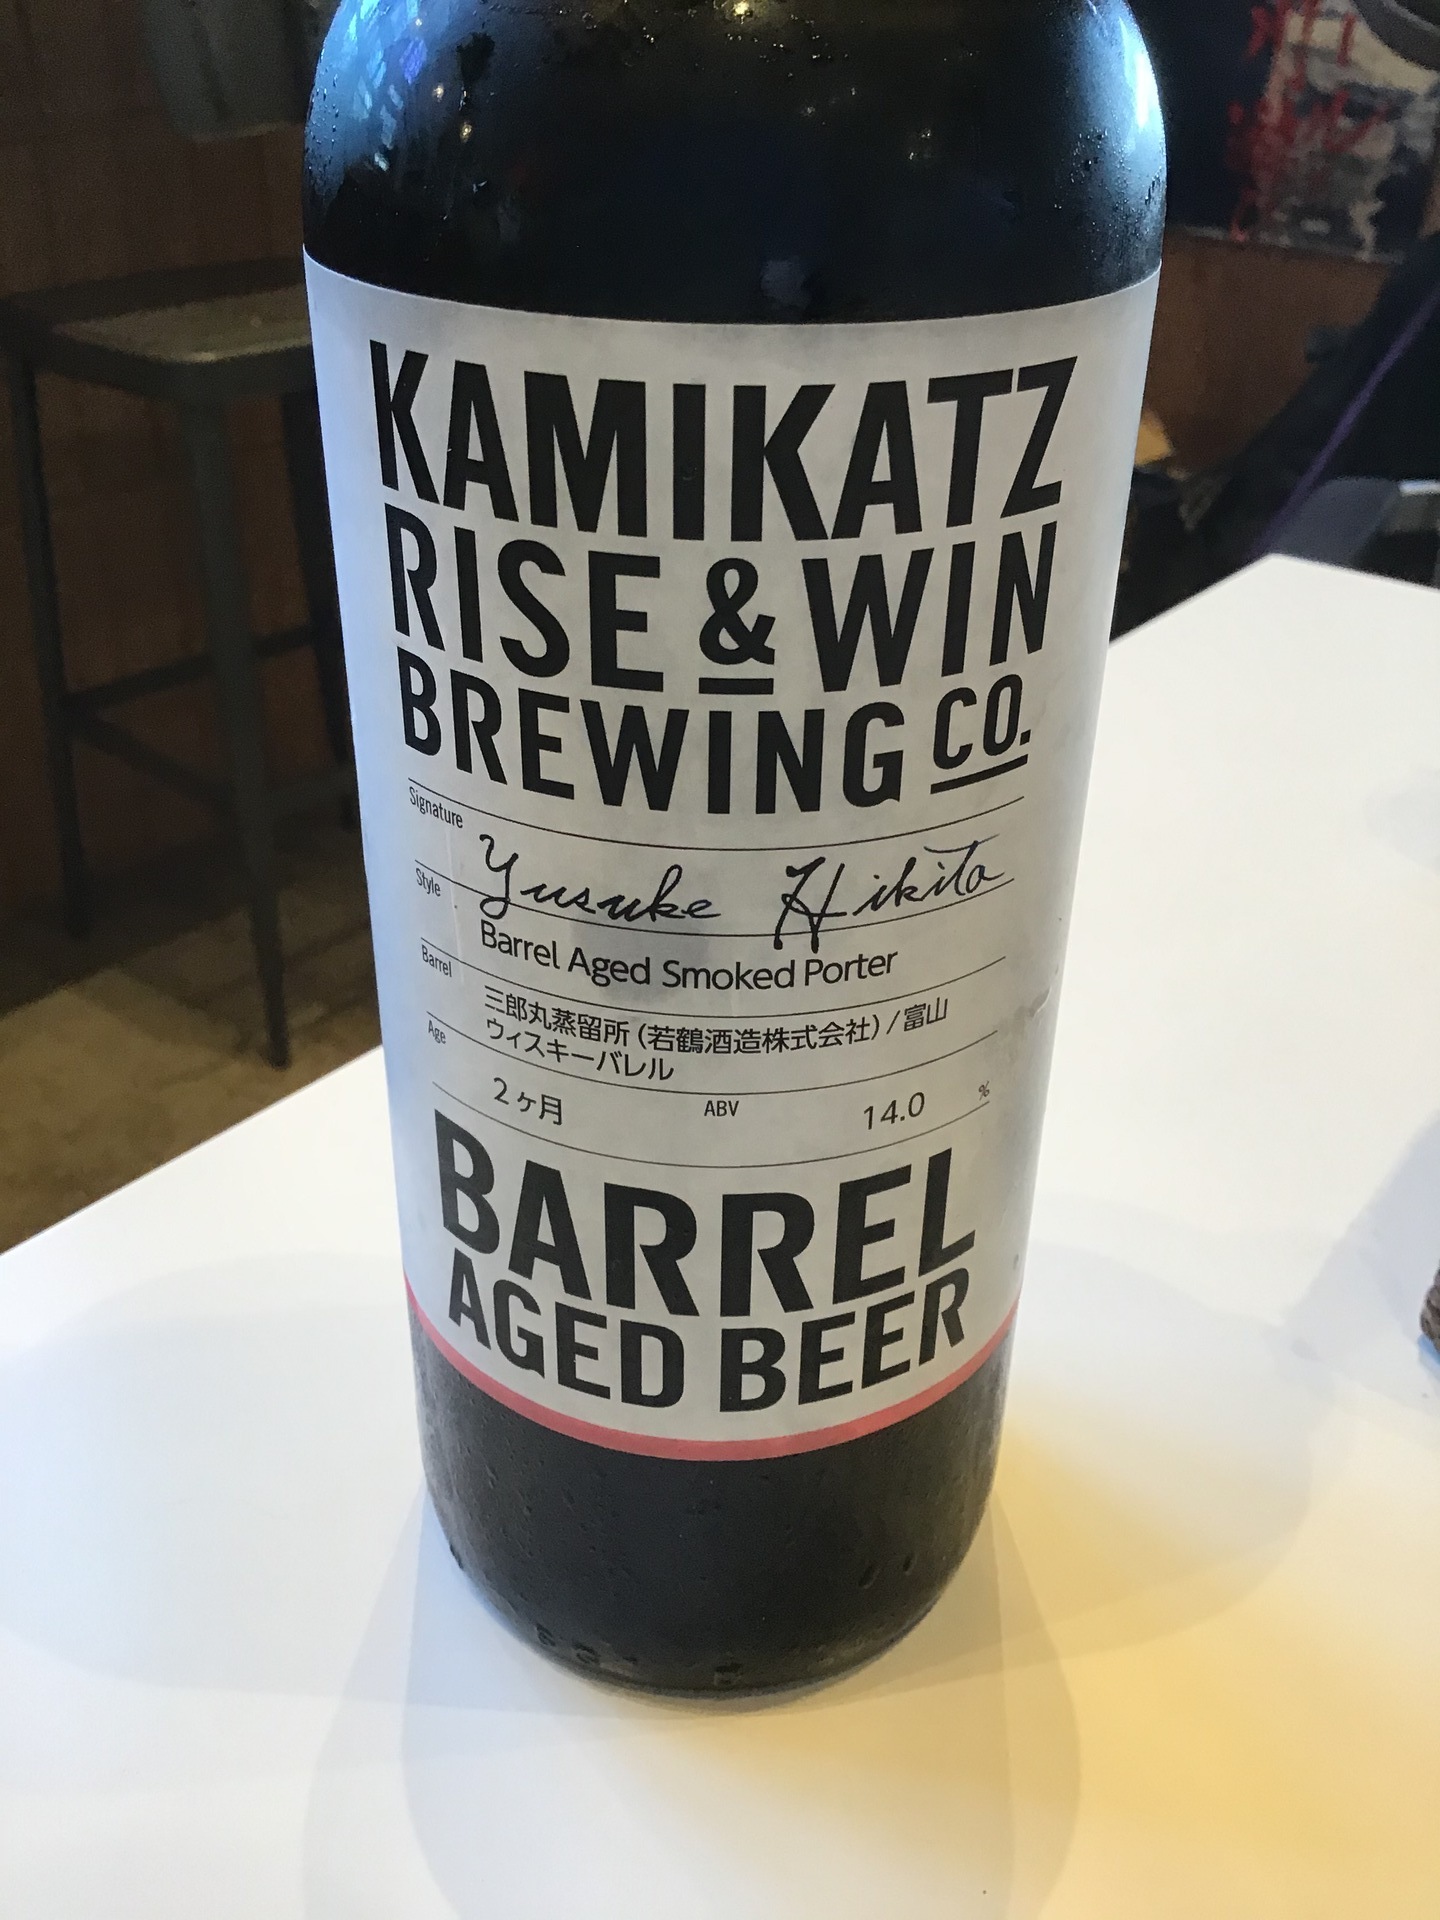 KAMIKATZ
RISE & WIN
BREWING CO.
Signature
Yusuke Hikita
Style
Barrel Aged Smoked Porter
Barrel
三郎丸蒸留所（若鶴酒造株式会社）/ 富山
ウィスキーバレル
Age
2ヶ月 ABV 14.0 %
BARREL
AGED BEER